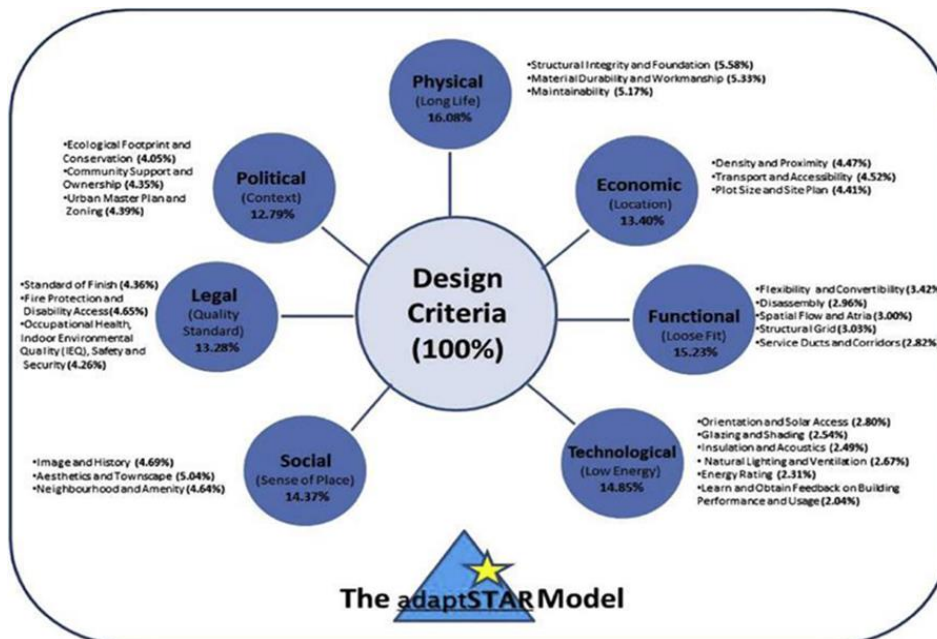 Physical
(Long Life)
16.08%
•Structural Integrity and Foundation (5.58%)
•Material Durability and Workmanship (5.33%)
•Maintainability (5.17%)
•Ecological Footprint and
Conservation (4.05%)
•Community Support and
Ownership (4.35%)
•Urban Master Plan and
Zoning (4.39%)
Political
(Context)
12.79%
Economic
(Location)
13.40%
•Density and Proximity (4.47%)
•Transport and Accessibility (4.52%)
•Plot Size and Site Plan (4.41%)
Design
Criteria
(100%)
•Standard of Finish (4.36%)
•Fire Protection and
Disability Access(4.65%)
•Occupational Health,
Indoor Environmental
Quality (IEQ), Safety and
Security (4.26%)
Legal
(Quality
Standard)
13.28%
Functional
(Loose Fit)
15.23%
•Flexibility and Convertibility (3.42%
•Disassembly (2.96%)
•Spatial Flow and Atria (3.00%)
•Structural Grid (3.03%)
•Service Ducts and Corridors (2.82%)
•Image and History (4.69%)
•Aesthetics and Townscape (5.04%)
•Neighbourhood and Amenity (4.64%)
Social
(Sense of Place)
14.37%
Technological
(Low Energy)
14.85%
•Orientation and Solar Access (2.80%)
•Glazing and Shading (2.54%)
•Insulation and Acoustics (2.49%)
• Natural Lighting and Ventilation (2.67%)
•Energy Rating (2.31%)
•Learn and Obtain Feedback on Building
Performance and Usage (2.04%)
The adaptSTAR Model